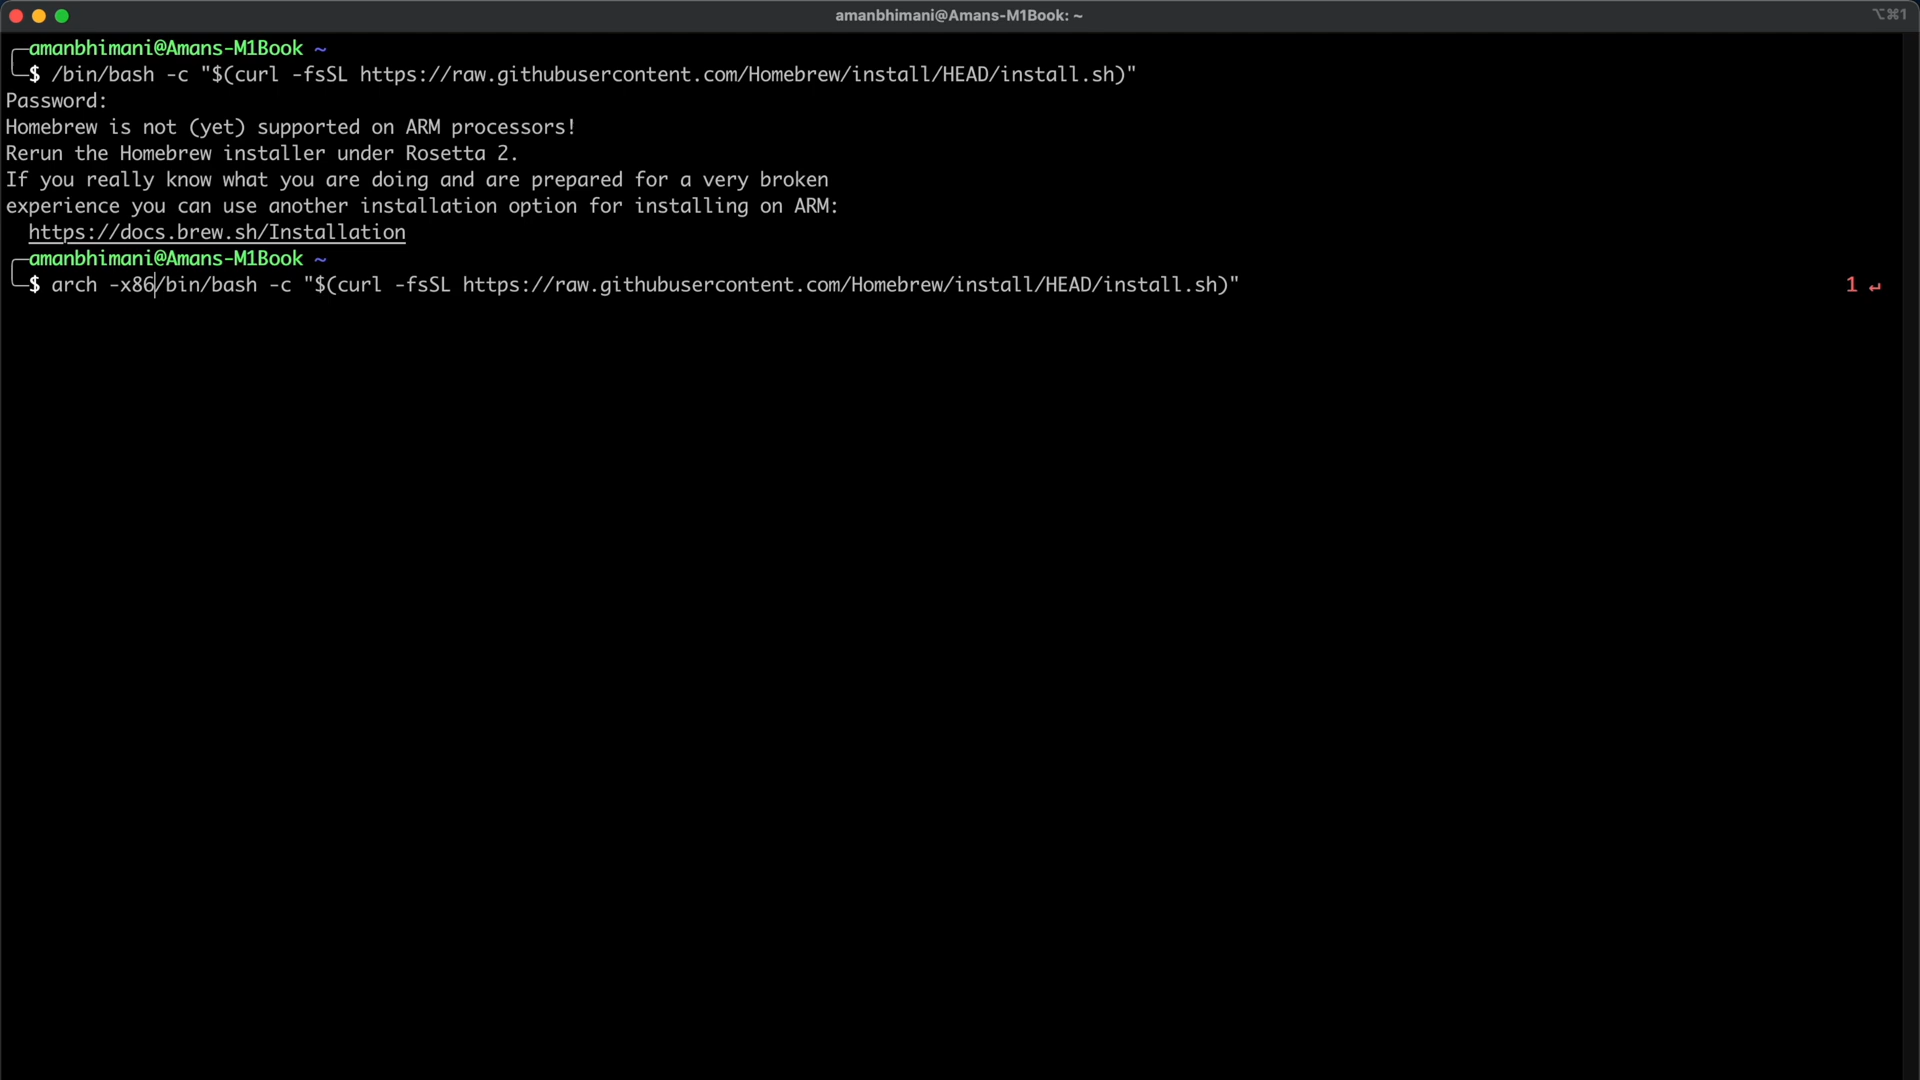 amanbhimani@Amans-M1Book: ~
⌥⌘1
amanbhimani@Amans-M1Book ~
$ /bin/bash -c "$(curl -fsSL https://raw.githubusercontent.com/Homebrew/install/HEAD/install.sh)"
Password:
Homebrew is not (yet) supported on ARM processors!
Rerun the Homebrew installer under Rosetta 2.
If you really know what you are doing and are prepared for a very broken
experience you can use another installation option for installing on ARM:
https://docs.brew.sh/Installation
amanbhimani@Amans-M1Book ~
$ arch -x86/bin/bash -c "$(curl -fsSL https://raw.githubusercontent.com/Homebrew/install/HEAD/install.sh)" 1 ↵